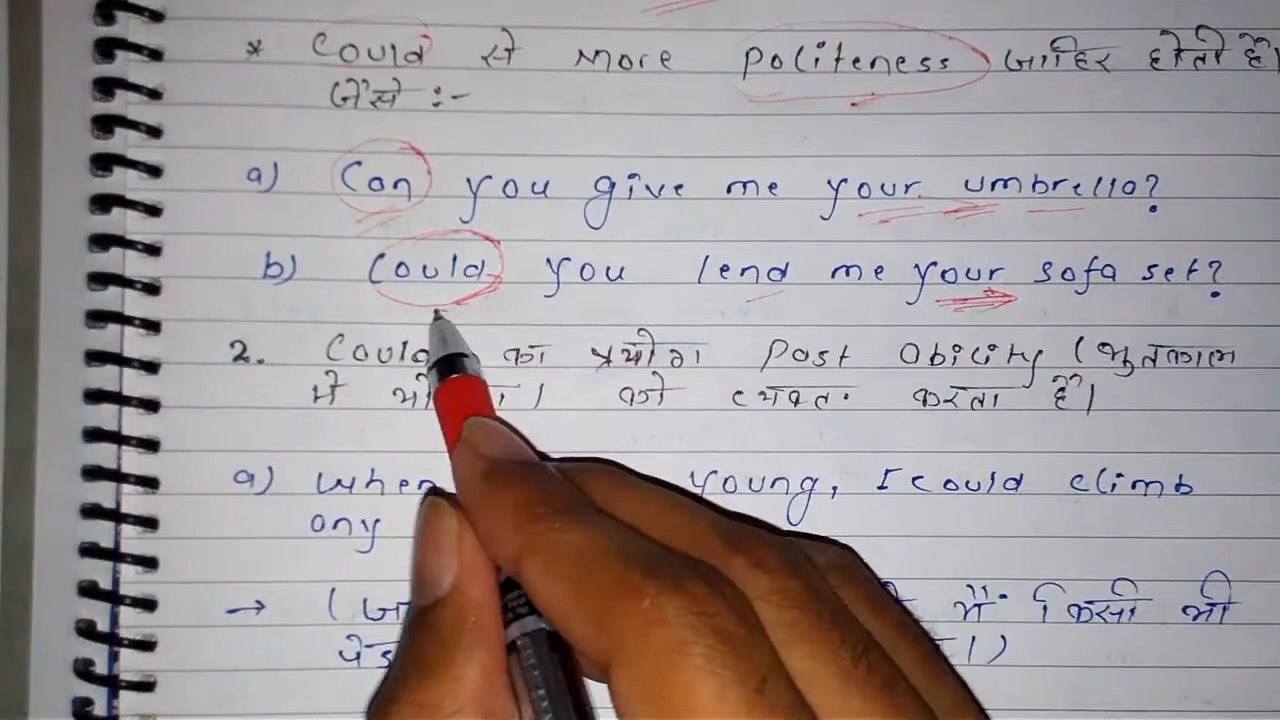 * Could से more politeness जाहिर होती है।
जैसे :-
a) Can you give me your umbrella?
b) Could you lend me your sofa set?
2. Could का प्रयोग Past Ability (भूतकाल
में को व्यक्त करता है।
a) When young, I could climb
any
→ ( में किसी भी